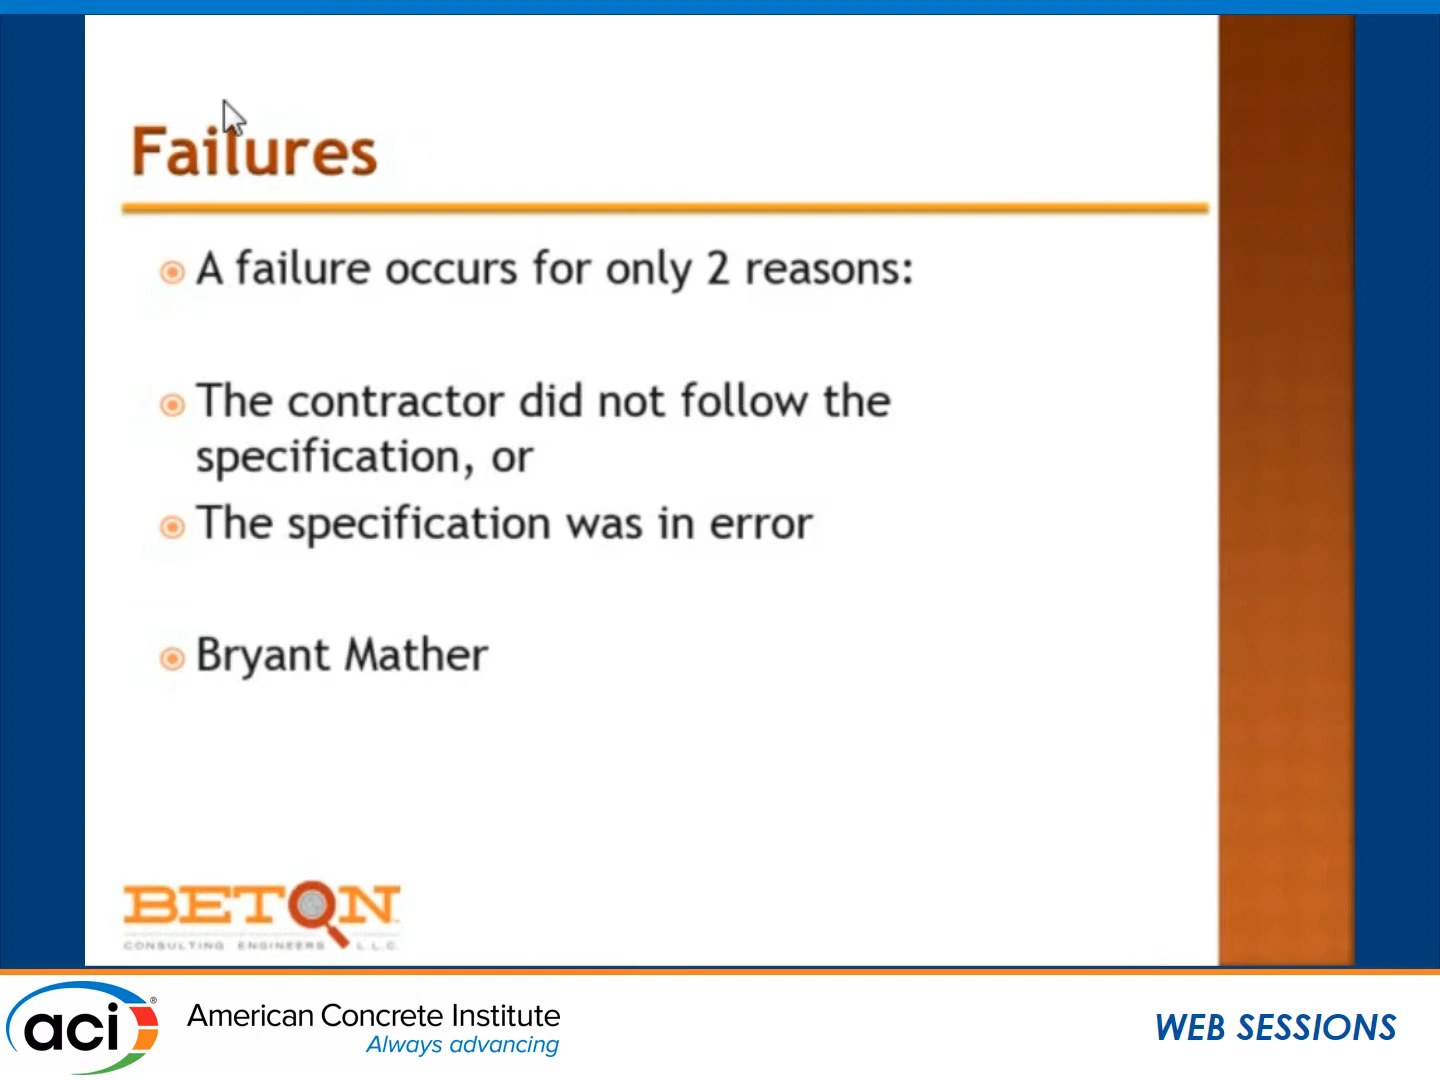 Failures
A failure occurs for only 2 reasons:
The contractor did not follow the
specification, or
The specification was in error
Bryant Mather
BETON
CONSULTING ENGINEERS L.L.C.
aci®
American Concrete Institute
Always advancing
WEB SESSIONS